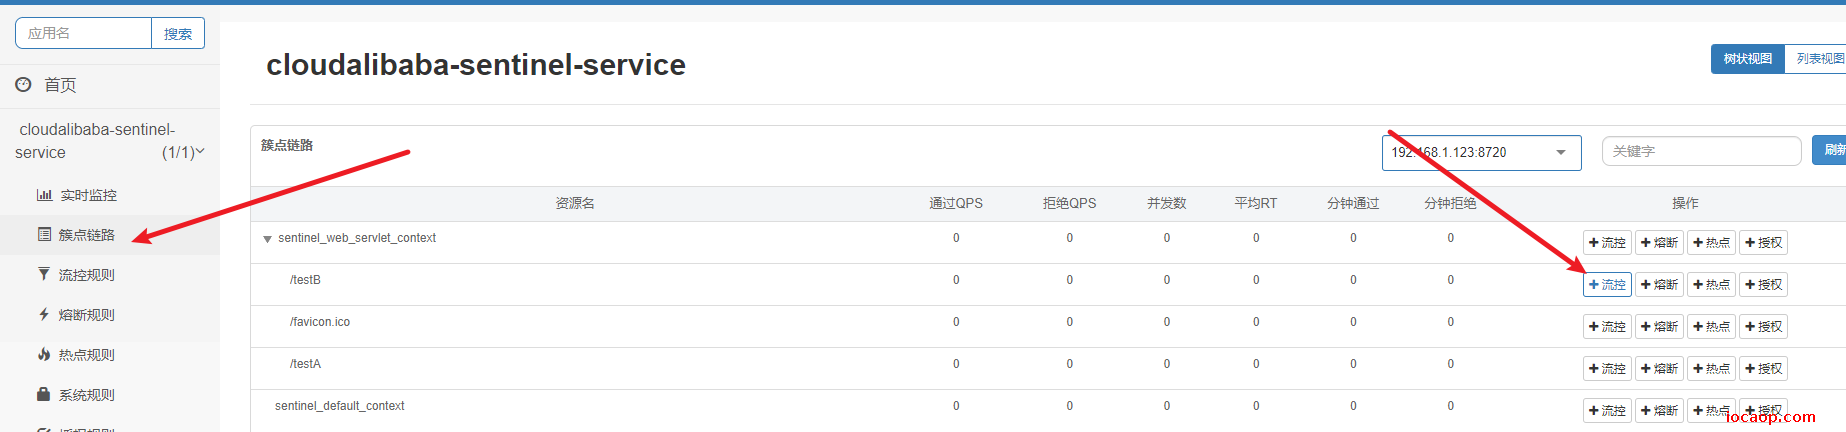 应用名 搜索
首页
cloudalibaba-sentinel-
service (1/1)
实时监控
簇点链路
流控规则
熔断规则
热点规则
系统规则
授权规则
cloudalibaba-sentinel-service 树状视图 列表视图
簇点链路 192.168.1.123:8720 关键字 刷新
资源名 通过QPS 拒绝QPS 并发数 平均RT 分钟通过 分钟拒绝 操作
sentinel_web_servlet_context 0 0 0 0 0 0 流控 熔断 热点 授权
/testB 0 0 0 0 0 0 流控 熔断 热点 授权
/favicon.ico 0 0 0 0 0 0 流控 熔断 热点 授权
/testA 0 0 0 0 0 0 流控 熔断 热点 授权
sentinel_default_context 0 0 0 0 0 0 流控 熔断 热点 授权
iocaop.com